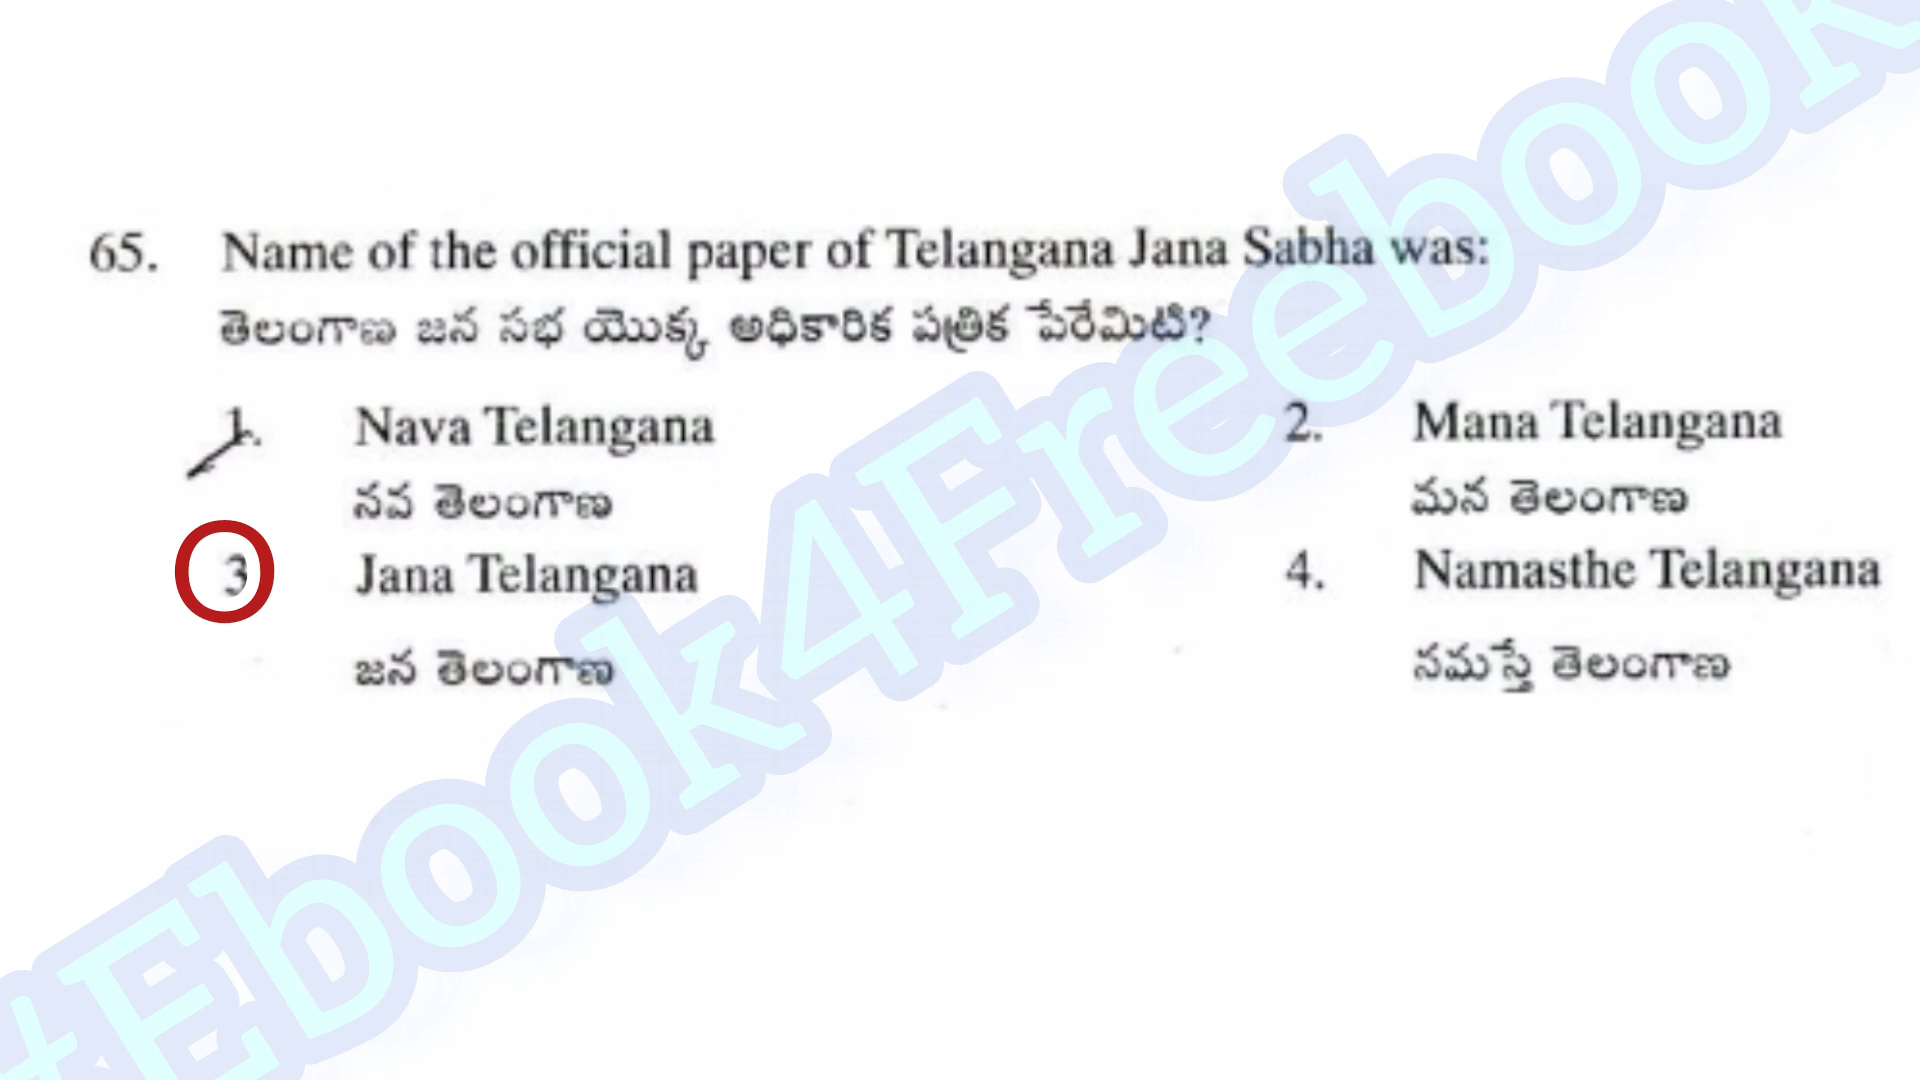 65. Name of the official paper of Telangana Jana Sabha was:
తెలంగాణ జన సభ యొక్క అధికారిక పత్రిక పేరేమిటి?
1. Nava Telangana 2. Mana Telangana
నవ తెలంగాణ మన తెలంగాణ
3 Jana Telangana 4. Namasthe Telangana
జన తెలంగాణ నమస్తే తెలంగాణ
tEbook4Freebook